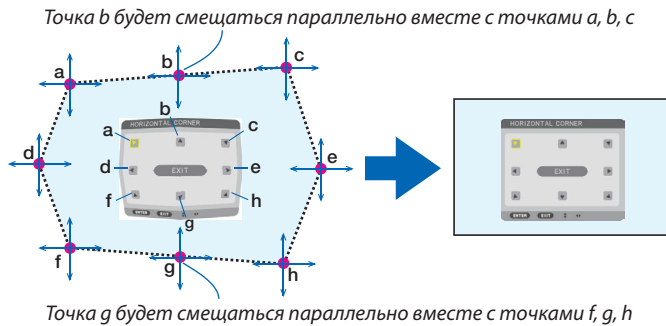 Точка b будет смещаться параллельно вместе с точками a, b, c
a
b
c
HORIZONTAL CORNER
b
a
c
d
d
EXIT
e
e
f
h
g
ENTER EXIT
f
g
h
HORIZONTAL CORNER
EXIT
ENTER EXIT
Точка g будет смещаться параллельно вместе с точками f, g, h